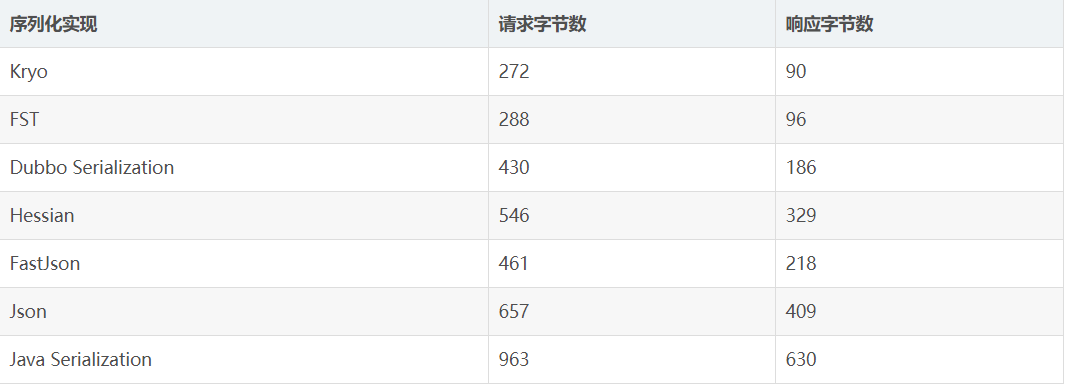 序列化实现 请求字节数 响应字节数
Kryo 272 90
FST 288 96
Dubbo Serialization 430 186
Hessian 546 329
FastJson 461 218
Json 657 409
Java Serialization 963 630